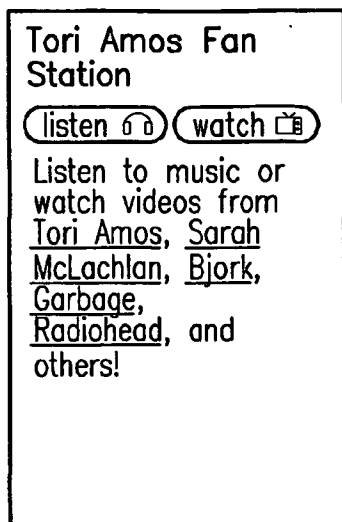 Tori Amos Fan
Station
listen watch
Listen to music or
watch videos from
Tori Amos, Sarah
McLachlan, Bjork,
Garbage,
Radiohead, and
others!